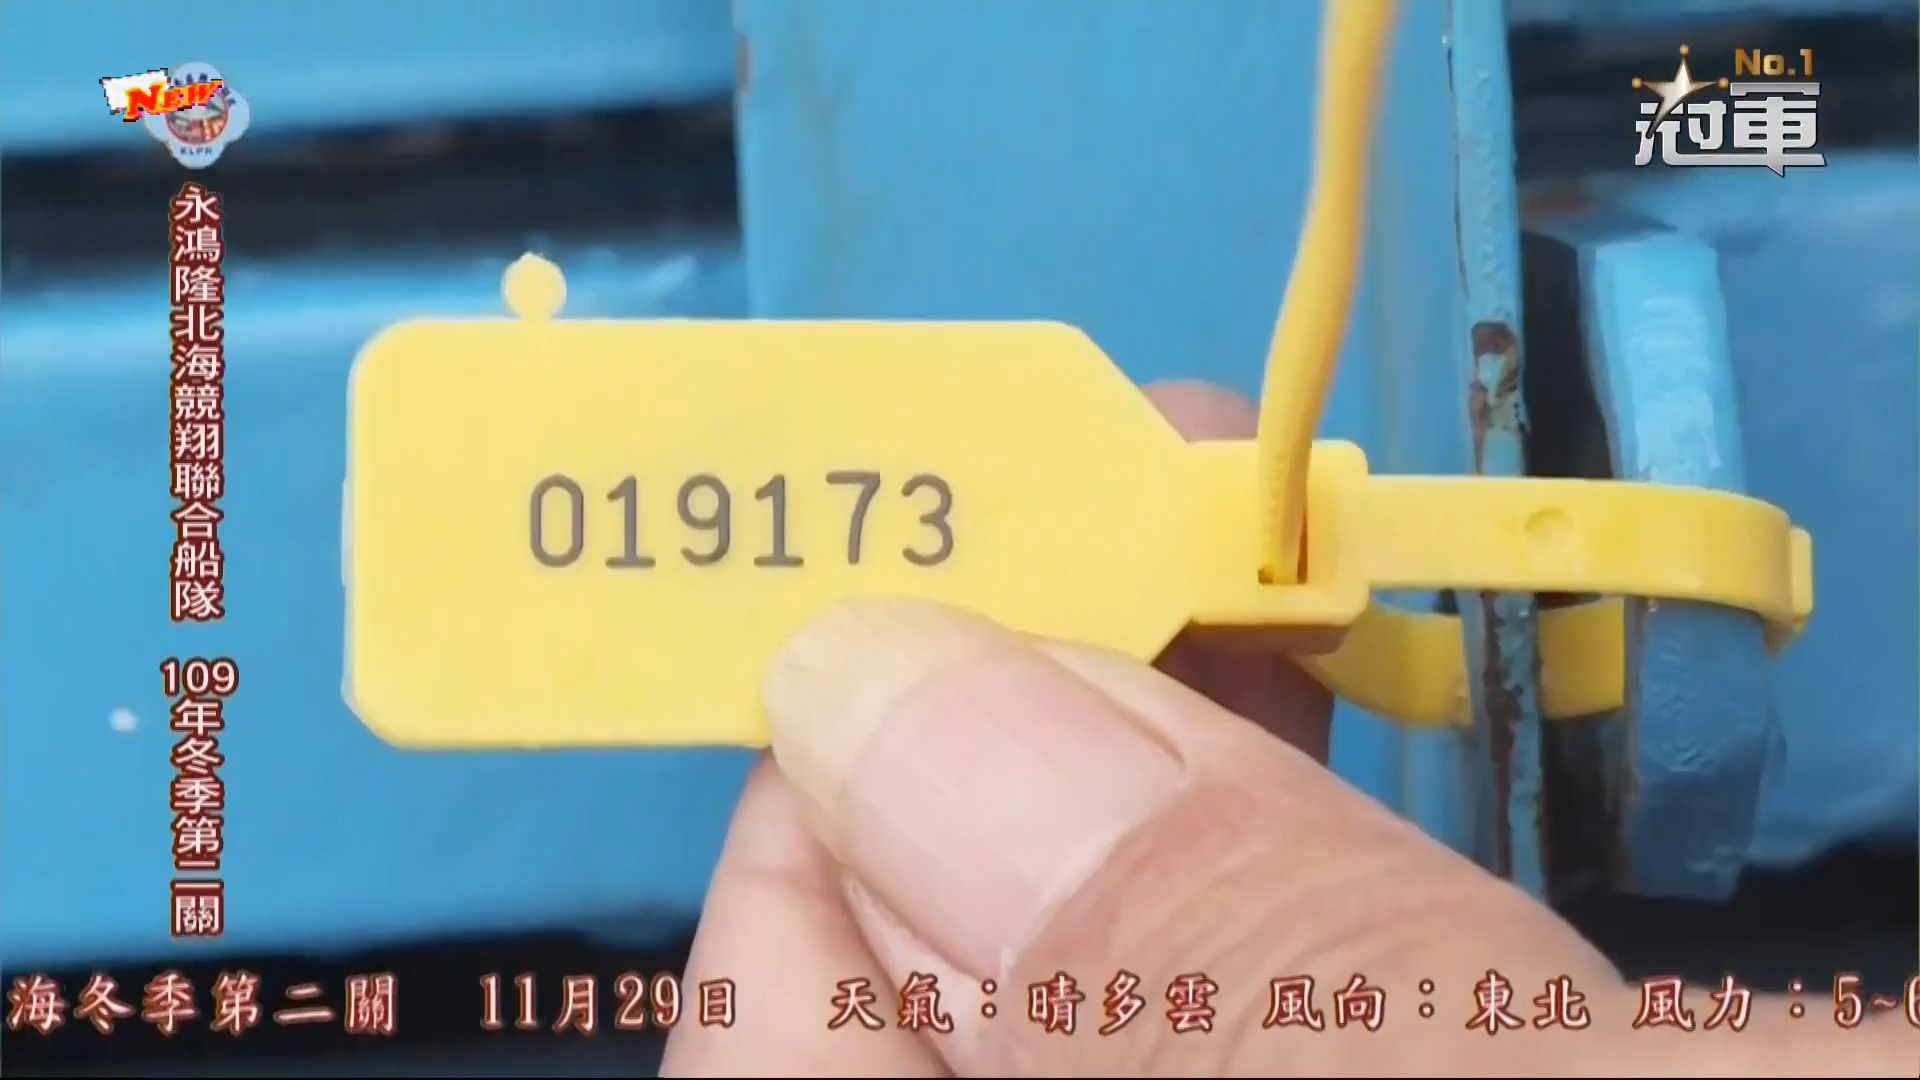 NEW
KLPR
No.1
冠軍
永鴻隆北海競翔聯合船隊 109年冬季第二關
019173
海冬季第二關 11月29日 天氣：晴多雲 風向：東北 風力：5~6